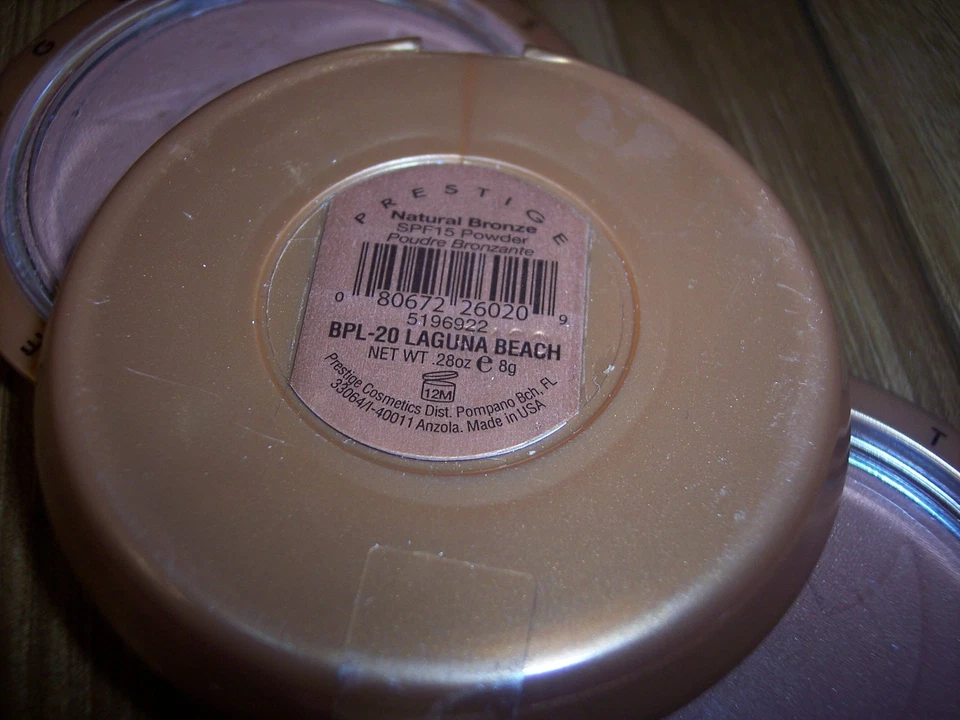 PRESTIGE
Natural Bronze
SPF15 Powder
Poudre Bronzante
0 80672 26020 9
5196922
BPL-20 LAGUNA BEACH
NET WT .28oz e 8g
12M
Prestige Cosmetics Dist. Pompano Bch, FL
33064/I-40011 Anzola. Made in USA
G
E
T